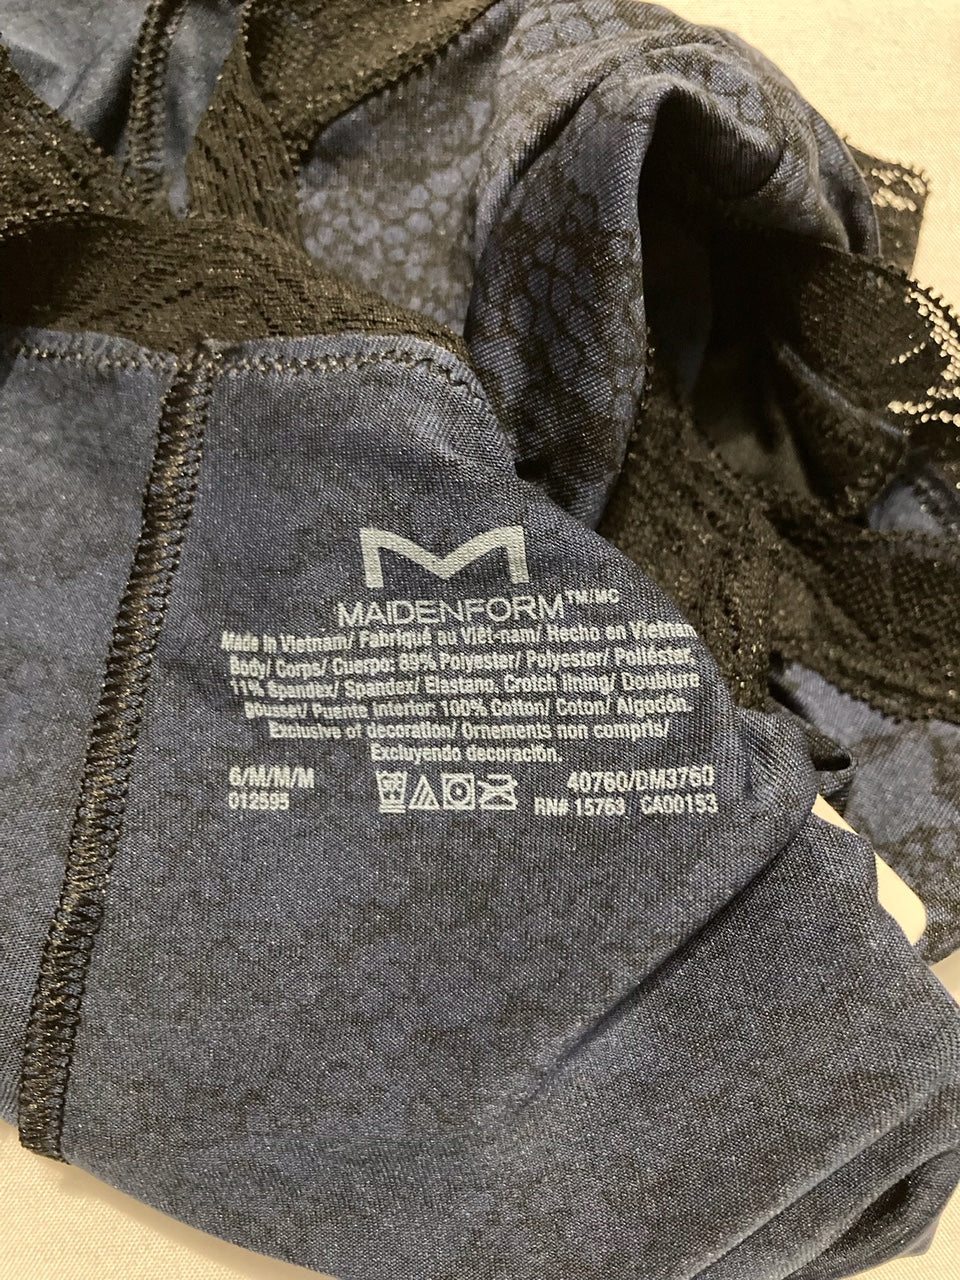 MAIDENFORM™/MC
Made in Vietnam/ Fabriqué au Viêt-nam/ Hecho en Vietnam
Body/ Corps/ Cuerpo: 89% Polyester/ Polyester/ Poliéster,
11% Spandex/ Spandex/ Elastano. Crotch lining/ Doublure
gousset/ Puente Interior: 100% Cotton/ Coton/ Algodón.
Exclusive of decoration/ Ornements non compris/
Excluyendo decoración.
6/M/M/M 40760/DM3760
012595 RN# 15763 CA00153